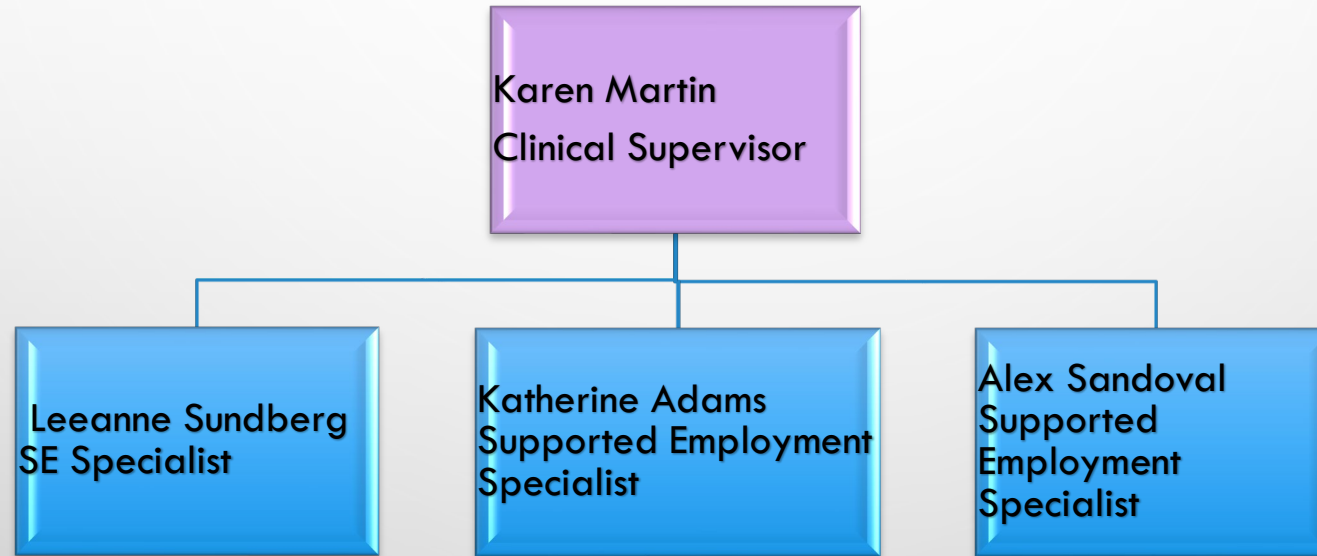 Karen Martin
Clinical Supervisor
Leeanne Sundberg
SE Specialist
Katherine Adams
Supported Employment
Specialist
Alex Sandoval
Supported
Employment
Specialist